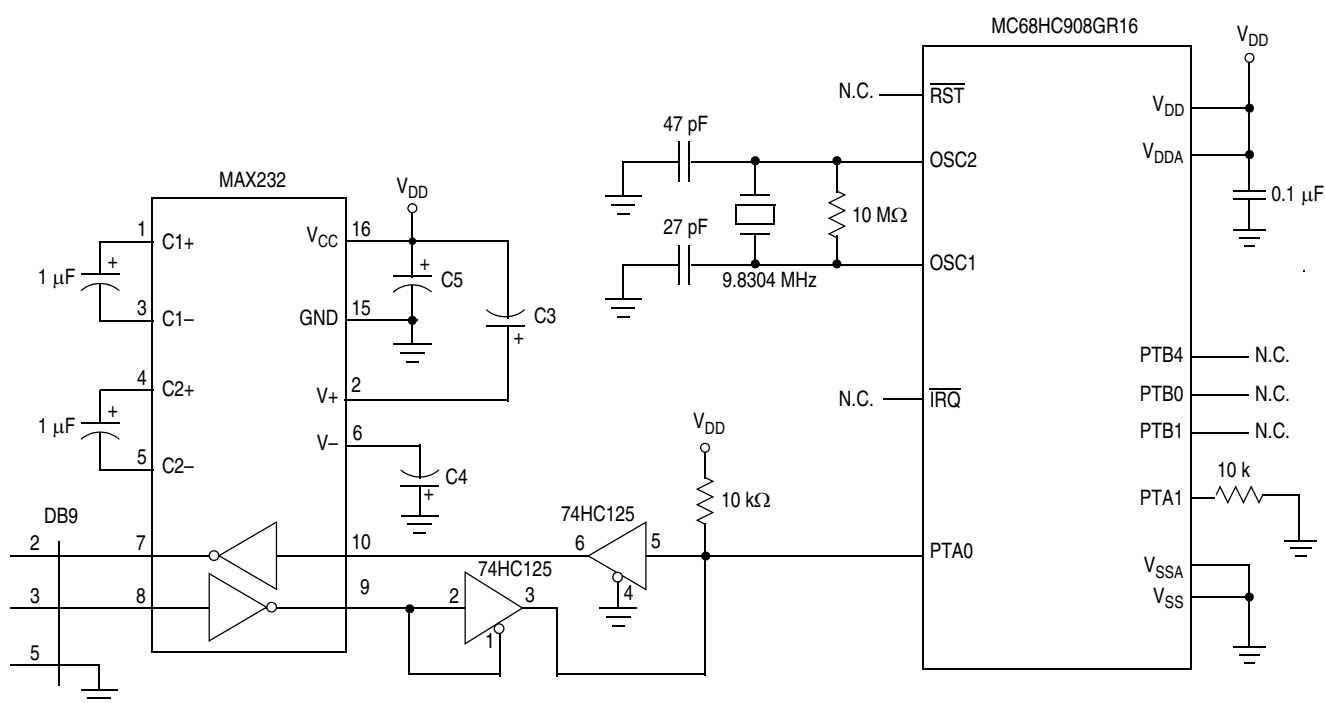 MC68HC908GR16
VDD
N.C.
RST
VDD
47 pF
OSC2
VDDA
MAX232
VDD
10 MΩ
0.1 µF
27 pF
1
C1+
VCC
16
+
1 µF
+
C5
OSC1
9.8304 MHz
3
C1–
GND
15
C3
+
PTB4
N.C.
4
C2+
V+
2
N.C.
IRQ
PTB0
N.C.
+
1 µF
VDD
PTB1
N.C.
V–
6
5
C2–
C4
+
10 k
10 kΩ
PTA1
DB9
74HC125
2
7
10
6
5
PTA0
4
74HC125
VSSA
3
8
9
2
3
VSS
1
5